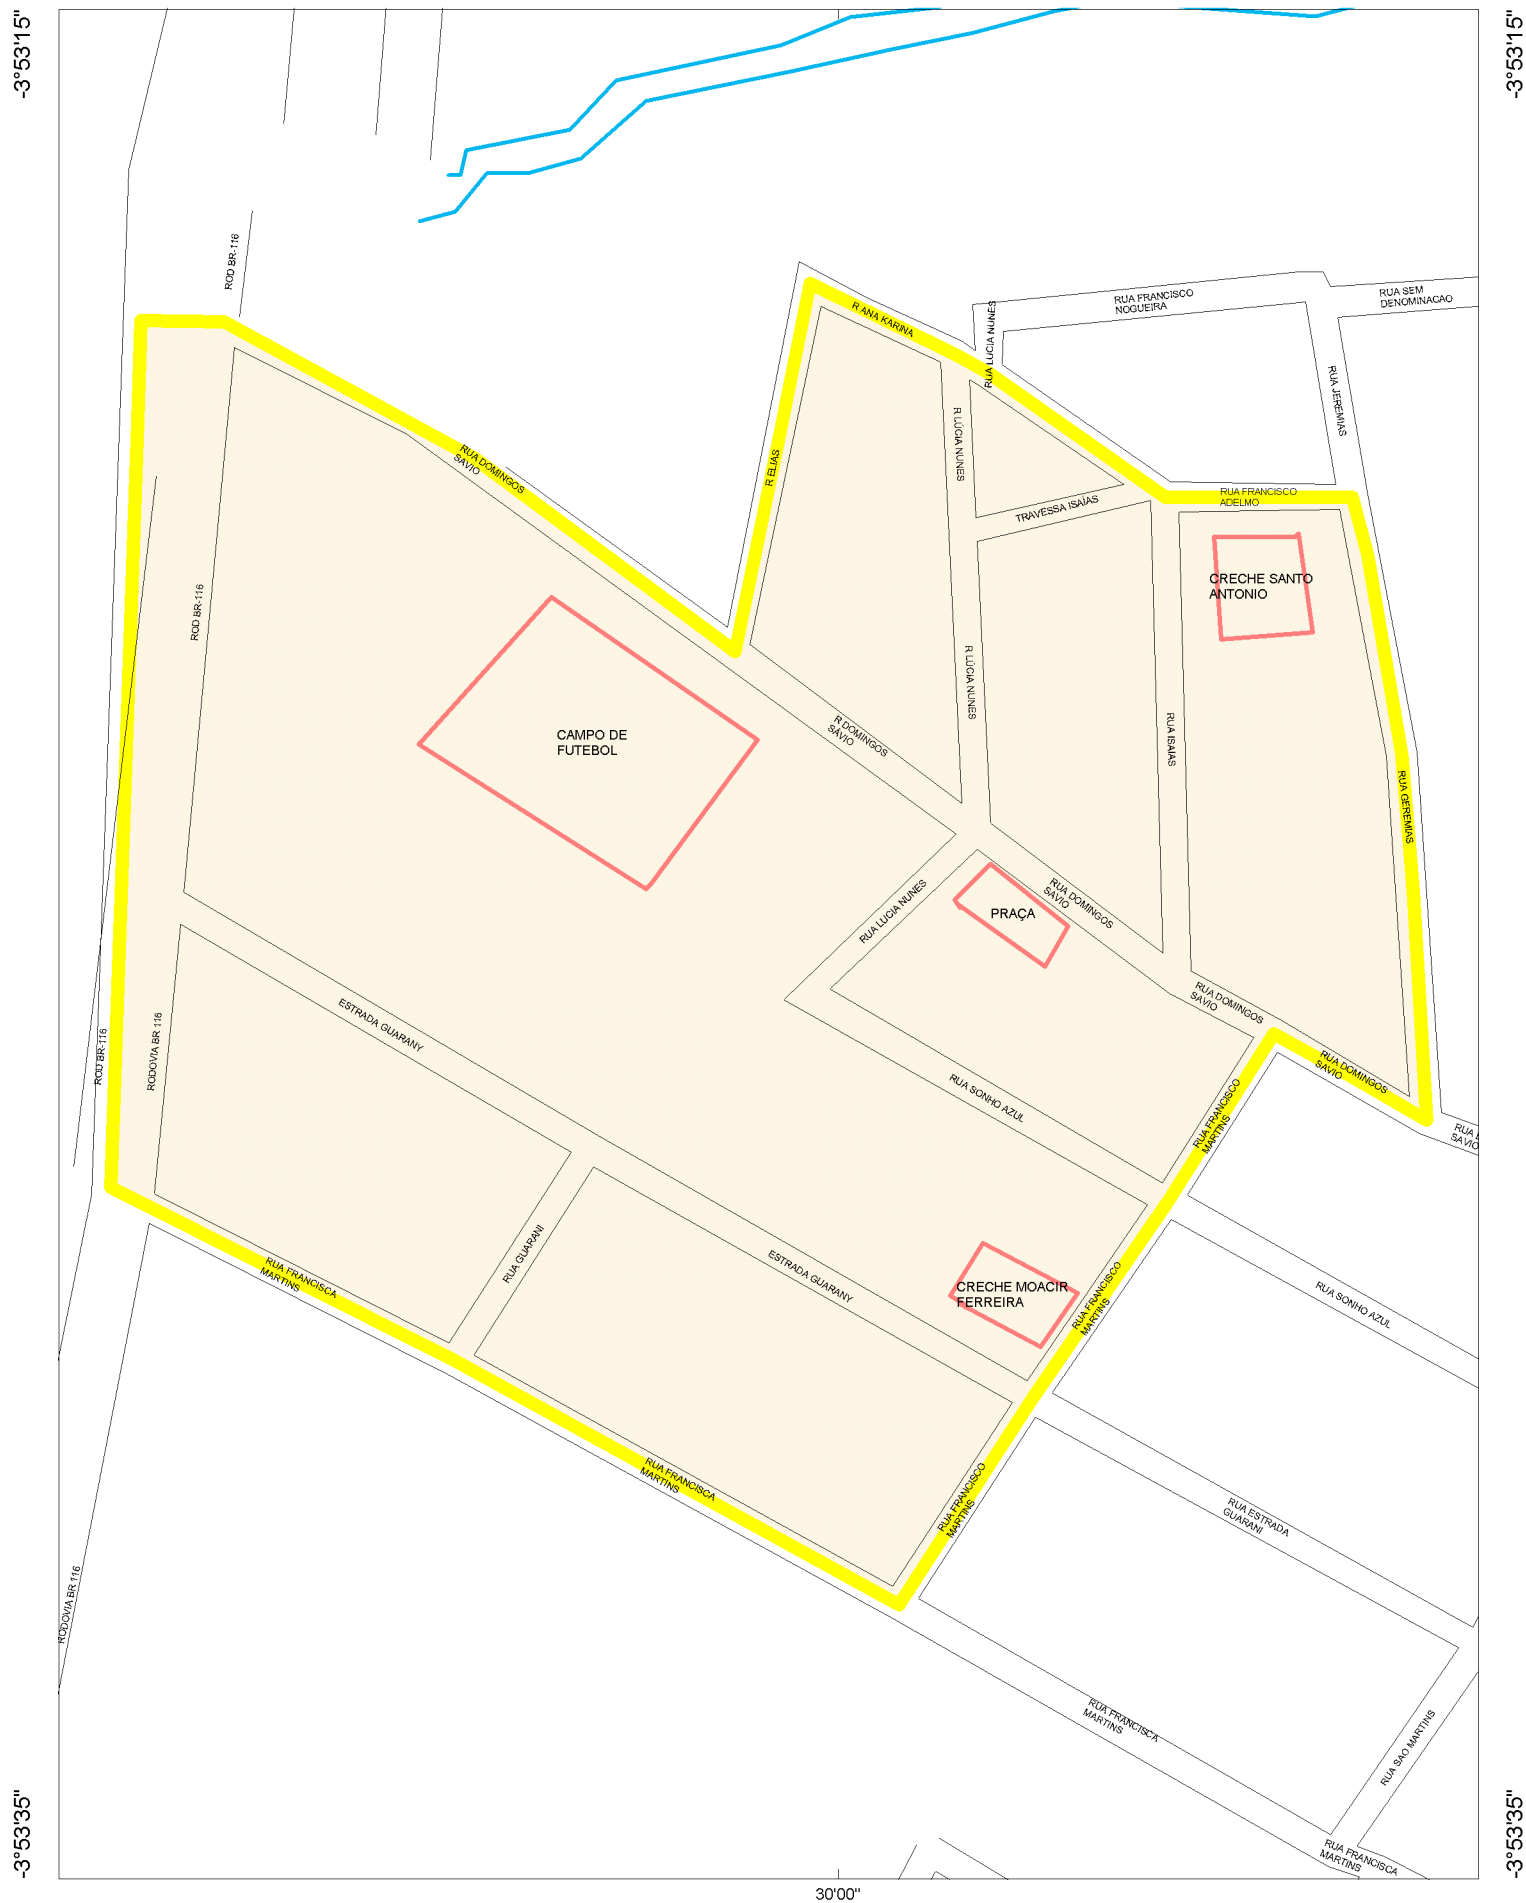 -3°53'15"
-3°53'15"
ROD BR-116
RUA FRANCISCO
NOGUEIRA
RUA SEM
DENOMINACAO
R ANA KARINA
RUA LUCIA NUNES
RUA JEREMIAS
R LÚCIA NUNES
RUA DOMINGOS
SAVIO
R ELIAS
RUA FRANCISCO
ADELMO
TRAVESSA ISAÍAS
CRECHE SANTO
ANTONIO
ROD BR-116
R LÚCIA NUNES
CAMPO DE
FUTEBOL
R DOMINGOS
SÁVIO
RUA ISAIAS
RUA GEREMIAS
RUA LUCIA NUNES
PRAÇA
RUA DOMINGOS
SAVIO
RUA DOMINGOS
SAVIO
ESTRADA GUARANY
ROD BR-116
RODOVIA BR 116
RUA SONHO AZUL
RUA FRANCISCO
MARTINS
RUA DOMINGOS
SAVIO
RUA
SAVIO
RUA FRANCISCA
MARTINS
RUA GUARANI
ESTRADA GUARANY
CRECHE MOACIR
FERREIRA
RUA FRANCISCO
MARTINS
RUA SONHO AZUL
RUA FRANCISCA
MARTINS
RUA FRANCISCO
MARTINS
RUA ESTRADA
GUARANI
RODOVIA BR 116
RUA FRANCISCA
MARTINS
RUA SAO MARTINS
RUA FRANCISCA
MARTINS
-3°53'35"
-3°53'35"
30'00"